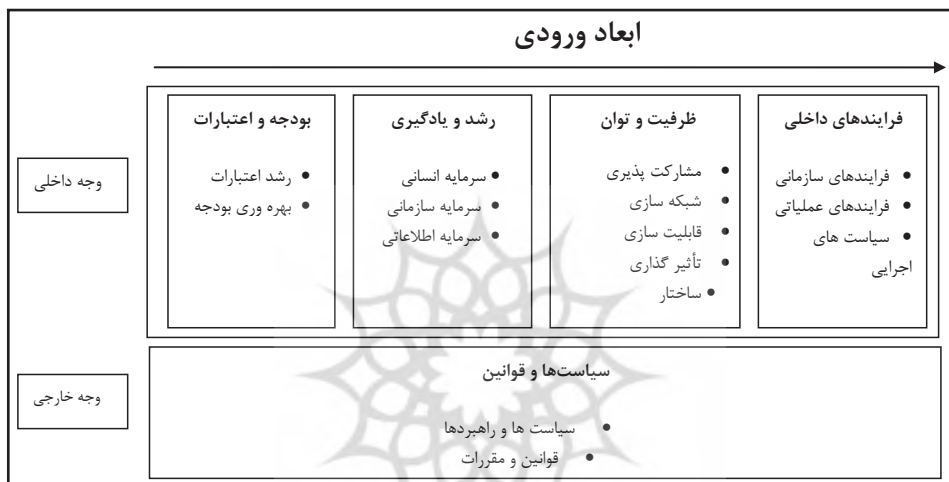 ابعاد ورودی
وجه داخلی
فرایندهای داخلی
• فرایندهای سازمانی
• فرایندهای عملیاتی
• سیاست های
اجرایی
ظرفیت و توان
• مشارکت پذیری
• شبکه سازی
• قابلیت سازی
• تأثیر گذاری
• ساختار
رشد و یادگیری
• سرمایه انسانی
• سرمایه سازمانی
• سرمایه اطلاعاتی
بودجه و اعتبارات
• رشد اعتبارات
• بهره وری بودجه
وجه خارجی
سیاست‌ها و قوانین
• سیاست ها و راهبردها
• قوانین و مقررات